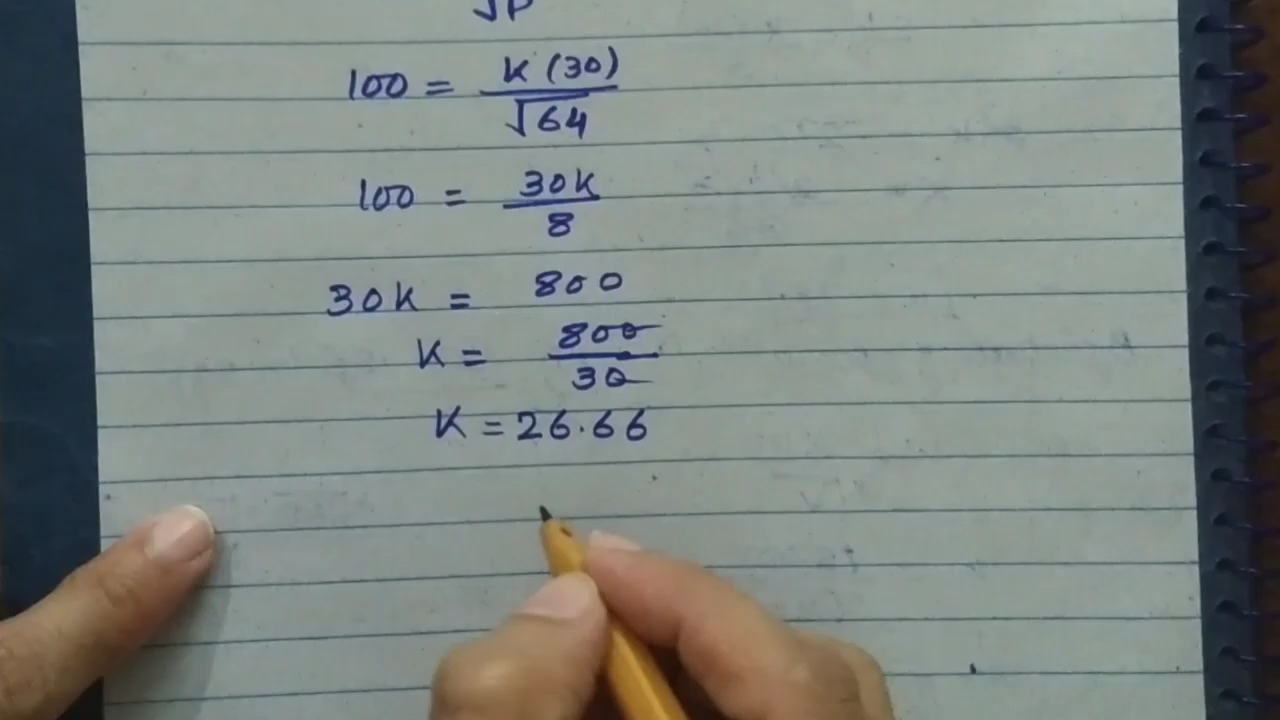 √P
100 = K (30) / √64
100 = 30K / 8
30K = 800
K = 800 / 30
K = 26.66